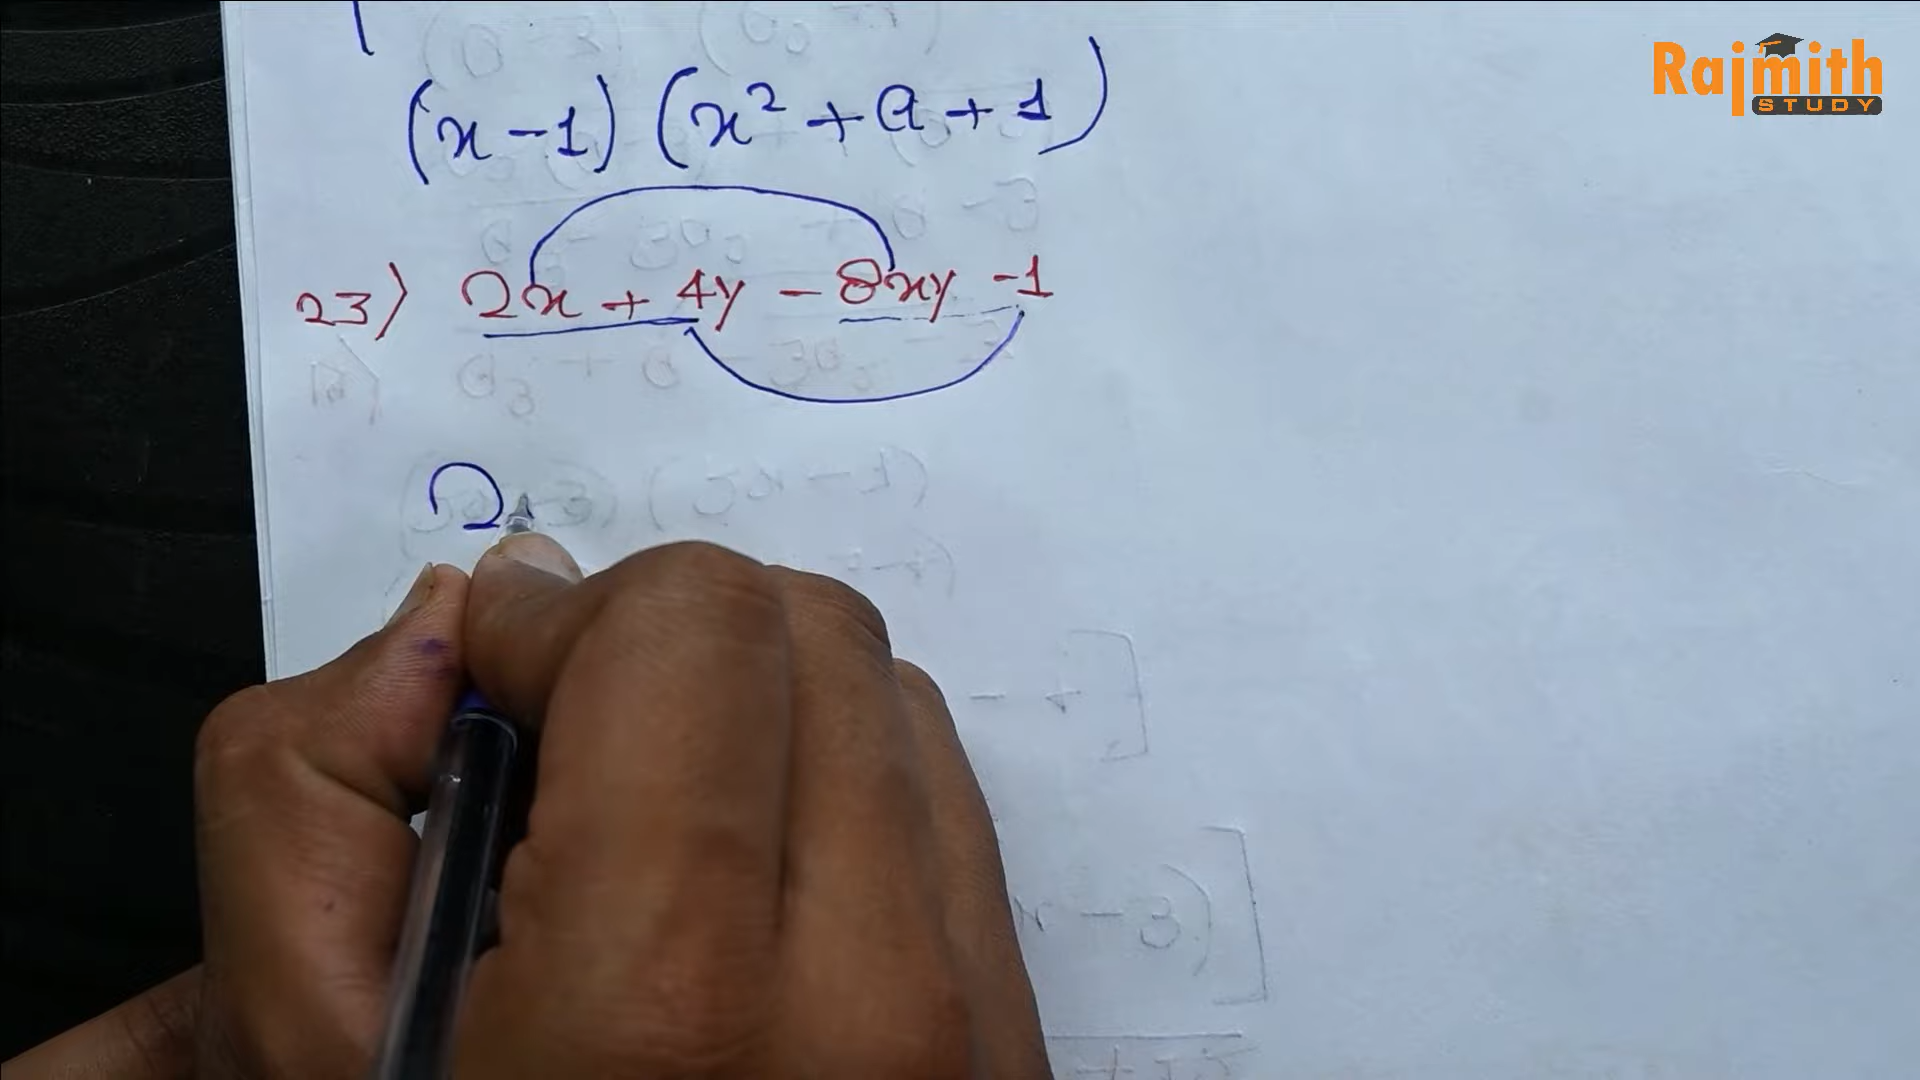 Rajmith
STUDY
(x-1) (x² + a + 1)
23) 2x + 4y - 8xy - 1
2